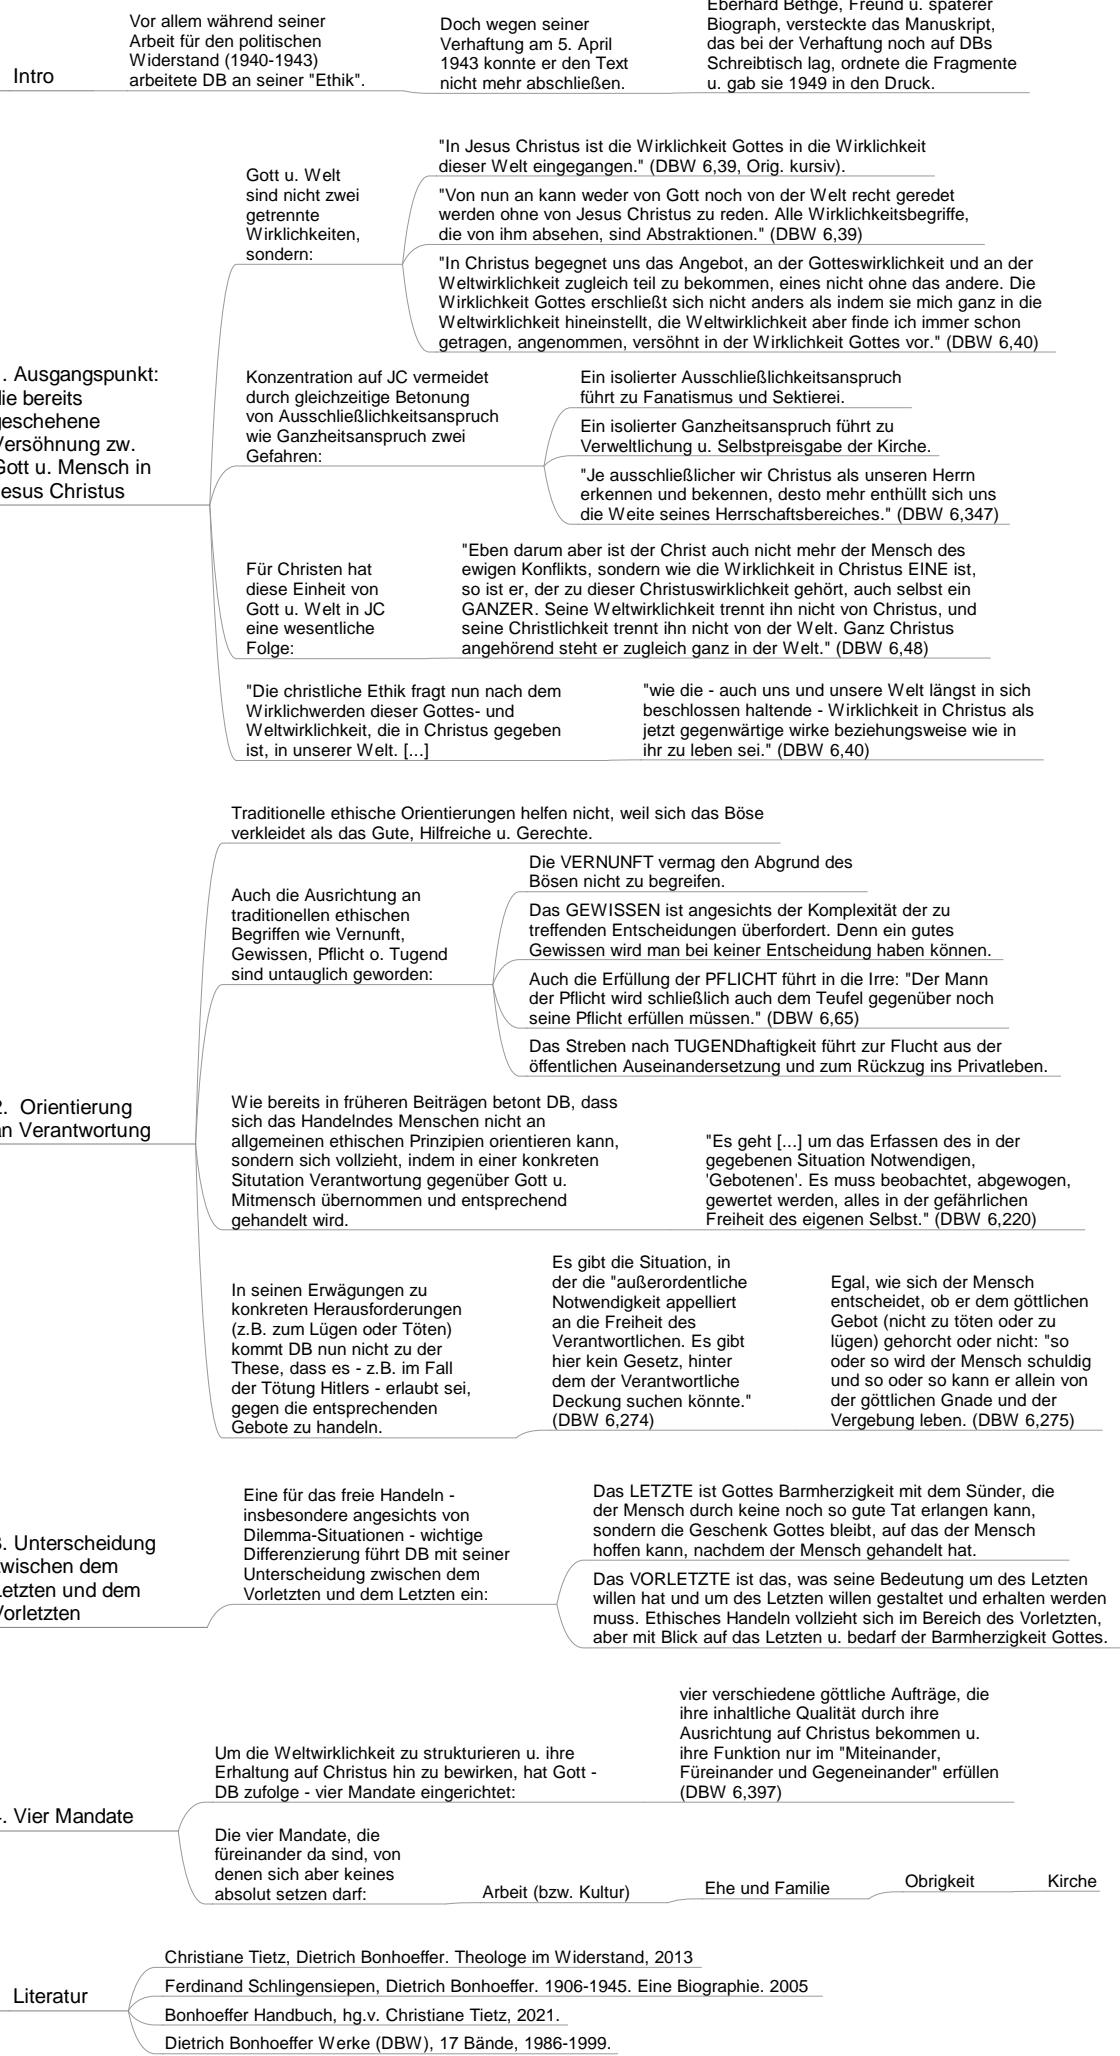 Intro
Vor allem während seiner
Arbeit für den politischen
Widerstand (1940-1943)
arbeitete DB an seiner "Ethik".
Doch wegen seiner
Verhaftung am 5. April
1943 konnte er den Text
nicht mehr abschließen.
Eberhard Bethge, Freund u. späterer
Biograph, versteckte das Manuskript,
das bei der Verhaftung noch auf DBs
Schreibtisch lag, ordnete die Fragmente
u. gab sie 1949 in den Druck.
. Ausgangspunkt:
die bereits
geschehene
Versöhnung zw.
Gott u. Mensch in
Jesus Christus
Gott u. Welt
sind nicht zwei
getrennte
Wirklichkeiten,
sondern:
"In Jesus Christus ist die Wirklichkeit Gottes in die Wirklichkeit
dieser Welt eingegangen." (DBW 6,39, Orig. kursiv).
"Von nun an kann weder von Gott noch von der Welt recht geredet
werden ohne von Jesus Christus zu reden. Alle Wirklichkeitsbegriffe,
die von ihm absehen, sind Abstraktionen." (DBW 6,39)
"In Christus begegnet uns das Angebot, an der Gotteswirklichkeit und an der
Weltwirklichkeit zugleich teil zu bekommen, eines nicht ohne das andere. Die
Wirklichkeit Gottes erschließt sich nicht anders als indem sie mich ganz in die
Weltwirklichkeit hineinstellt, die Weltwirklichkeit aber finde ich immer schon
getragen, angenommen, versöhnt in der Wirklichkeit Gottes vor." (DBW 6,40)
Konzentration auf JC vermeidet
durch gleichzeitige Betonung
von Ausschließlichkeitsanspruch
wie Ganzheitsanspruch zwei
Gefahren:
Ein isolierter Ausschließlichkeitsanspruch
führt zu Fanatismus und Sektierei.
Ein isolierter Ganzheitsanspruch führt zu
Verweltlichung u. Selbstpreisgabe der Kirche.
"Je ausschließlicher wir Christus als unseren Herrn
erkennen und bekennen, desto mehr enthüllt sich uns
die Weite seines Herrschaftsbereiches." (DBW 6,347)
Für Christen hat
diese Einheit von
Gott u. Welt in JC
eine wesentliche
Folge:
"Eben darum aber ist der Christ auch nicht mehr der Mensch des
ewigen Konflikts, sondern wie die Wirklichkeit in Christus EINE ist,
so ist er, der zu dieser Christuswirklichkeit gehört, auch selbst ein
GANZER. Seine Weltwirklichkeit trennt ihn nicht von Christus, und
seine Christlichkeit trennt ihn nicht von der Welt. Ganz Christus
angehörend steht er zugleich ganz in der Welt." (DBW 6,48)
"Die christliche Ethik fragt nun nach dem
Wirklichwerden dieser Gottes- und
Weltwirklichkeit, die in Christus gegeben
ist, in unserer Welt. [...]
"wie die - auch uns und unsere Welt längst in sich
beschlossen haltende - Wirklichkeit in Christus als
jetzt gegenwärtige wirke beziehungsweise wie in
ihr zu leben sei." (DBW 6,40)
2. Orientierung
an Verantwortung
Traditionelle ethische Orientierungen helfen nicht, weil sich das Böse
verkleidet als das Gute, Hilfreiche u. Gerechte.
Auch die Ausrichtung an
traditionellen ethischen
Begriffen wie Vernunft,
Gewissen, Pflicht o. Tugend
sind untauglich geworden:
Die VERNUNFT vermag den Abgrund des
Bösen nicht zu begreifen.
Das GEWISSEN ist angesichts der Komplexität der zu
treffenden Entscheidungen überfordert. Denn ein gutes
Gewissen wird man bei keiner Entscheidung haben können.
Auch die Erfüllung der PFLICHT führt in die Irre: "Der Mann
der Pflicht wird schließlich auch dem Teufel gegenüber noch
seine Pflicht erfüllen müssen." (DBW 6,65)
Das Streben nach TUGENDhaftigkeit führt zur Flucht aus der
öffentlichen Auseinandersetzung und zum Rückzug ins Privatleben.
Wie bereits in früheren Beiträgen betont DB, dass
sich das Handelndes Menschen nicht an
allgemeinen ethischen Prinzipien orientieren kann,
sondern sich vollzieht, indem in einer konkreten
Situtation Verantwortung gegenüber Gott u.
Mitmensch übernommen und entsprechend
gehandelt wird.
"Es geht [...] um das Erfassen des in der
gegebenen Situation Notwendigen,
'Gebotenen'. Es muss beobachtet, abgewogen,
gewertet werden, alles in der gefährlichen
Freiheit des eigenen Selbst." (DBW 6,220)
In seinen Erwägungen zu
konkreten Herausforderungen
(z.B. zum Lügen oder Töten)
kommt DB nun nicht zu der
These, dass es - z.B. im Fall
der Tötung Hitlers - erlaubt sei,
gegen die entsprechenden
Gebote zu handeln.
Es gibt die Situation, in
der die "außerordentliche
Notwendigkeit appelliert
an die Freiheit des
Verantwortlichen. Es gibt
hier kein Gesetz, hinter
dem der Verantwortliche
Deckung suchen könnte."
(DBW 6,274)
Egal, wie sich der Mensch
entscheidet, ob er dem göttlichen
Gebot (nicht zu töten oder zu
lügen) gehorcht oder nicht: "so
oder so wird der Mensch schuldig
und so oder so kann er allein von
der göttlichen Gnade und der
Vergebung leben. (DBW 6,275)
3. Unterscheidung
zwischen dem
Letzten und dem
Vorletzten
Eine für das freie Handeln -
insbesondere angesichts von
Dilemma-Situationen - wichtige
Differenzierung führt DB mit seiner
Unterscheidung zwischen dem
Vorletzten und dem Letzten ein:
Das LETZTE ist Gottes Barmherzigkeit mit dem Sünder, die
der Mensch durch keine noch so gute Tat erlangen kann,
sondern die Geschenk Gottes bleibt, auf das der Mensch
hoffen kann, nachdem der Mensch gehandelt hat.
Das VORLETZTE ist das, was seine Bedeutung um des Letzten
willen hat und um des Letzten willen gestaltet und erhalten werden
muss. Ethisches Handeln vollzieht sich im Bereich des Vorletzten,
aber mit Blick auf das Letzten u. bedarf der Barmherzigkeit Gottes.
. Vier Mandate
Um die Weltwirklichkeit zu strukturieren u. ihre
Erhaltung auf Christus hin zu bewirken, hat Gott -
DB zufolge - vier Mandate eingerichtet:
vier verschiedene göttliche Aufträge, die
ihre inhaltliche Qualität durch ihre
Ausrichtung auf Christus bekommen u.
ihre Funktion nur im "Miteinander,
Füreinander und Gegeneinander" erfüllen
(DBW 6,397)
Die vier Mandate, die
füreinander da sind, von
denen sich aber keines
absolut setzen darf:
Arbeit (bzw. Kultur)
Ehe und Familie
Obrigkeit
Kirche
Literatur
Christiane Tietz, Dietrich Bonhoeffer. Theologe im Widerstand, 2013
Ferdinand Schlingensiepen, Dietrich Bonhoeffer. 1906-1945. Eine Biographie. 2005
Bonhoeffer Handbuch, hg.v. Christiane Tietz, 2021.
Dietrich Bonhoeffer Werke (DBW), 17 Bände, 1986-1999.